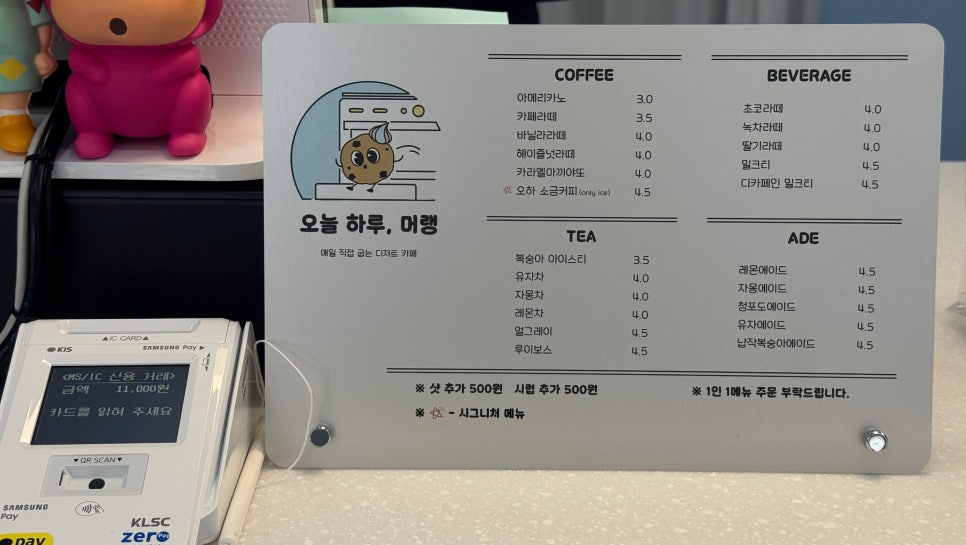 오늘 하루, 머랭
매일 직접 굽는 디저트 카페
COFFEE
아메리카노 3.0
카페라떼 3.5
바닐라라떼 4.0
헤이즐넛라떼 4.0
카라멜마끼야또 4.0
오하 소금커피 (only ice) 4.5
BEVERAGE
초코라떼 4.0
녹차라떼 4.0
딸기라떼 4.0
밀크티 4.5
디카페인 밀크티 4.5
TEA
복숭아 아이스티 3.5
유자차 4.0
자몽차 4.0
레몬차 4.0
얼그레이 4.5
루이보스 4.5
ADE
레몬에이드 4.5
자몽에이드 4.5
청포도에이드 4.5
유자에이드 4.5
납작복숭아에이드 4.5
※ 샷 추가 500원 시럽 추가 500원
※ 1인 1메뉴 주문 부탁드립니다.
※ - 시그니처 메뉴
▲IC CARD▲
KIS
SAMSUNG Pay ▶
<MS/IC 신용 거래>
금액 11,000원
카드를 읽혀 주세요
▼QR SCAN▼
SAMSUNG
Pay
KLSC
zero Pay
pay